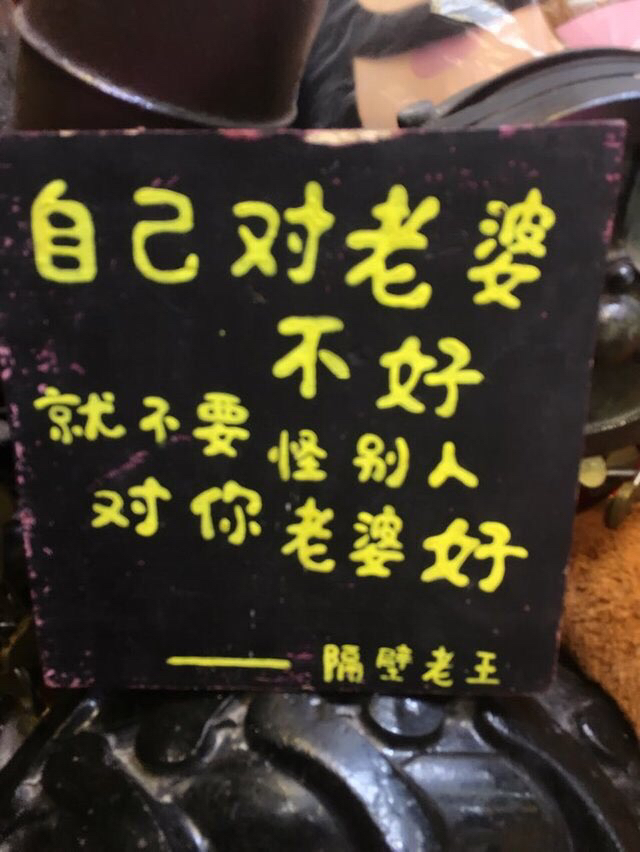 自己对老婆
不好
就不要怪别人
对你老婆好
——隔壁老王